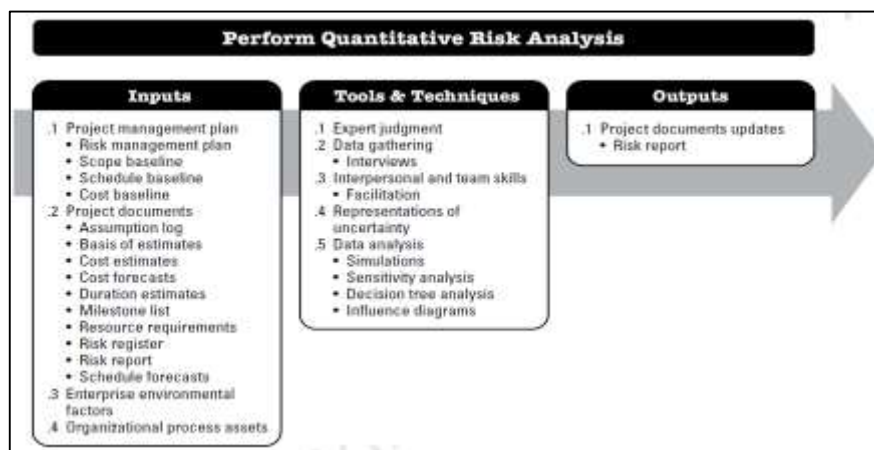 Perform Quantitative Risk Analysis
Inputs
.1 Project management plan
• Risk management plan
• Scope baseline
• Schedule baseline
• Cost baseline
.2 Project documents
• Assumption log
• Basis of estimates
• Cost estimates
• Cost forecasts
• Duration estimates
• Milestone list
• Resource requirements
• Risk register
• Risk report
• Schedule forecasts
.3 Enterprise environmental
factors
.4 Organizational process assets
Tools & Techniques
.1 Expert judgment
.2 Data gathering
• Interviews
.3 Interpersonal and team skills
• Facilitation
.4 Representations of
uncertainty
.5 Data analysis
• Simulations
• Sensitivity analysis
• Decision tree analysis
• Influence diagrams
Outputs
.1 Project documents updates
• Risk report